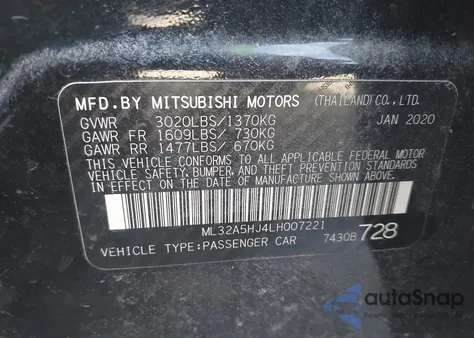 MFD.BY MITSUBISHI MOTORS (THAILAND)CO.,LTD.
GVWR 3020LBS/1370KG JAN 2020
GAWR FR 1609LBS/ 730KG
GAWR RR 1477LBS/ 670KG
THIS VEHICLE CONFORMS TO ALL APPLICABLE FEDERAL MOTOR
VEHICLE SAFETY, BUMPER, AND THEFT PREVENTION STANDARDS
IN EFFECT ON THE DATE OF MANUFACTURE SHOWN ABOVE.
ML32A5HJ4LH007221
VEHICLE TYPE:PASSENGER CAR 7430B 728
autoSnap